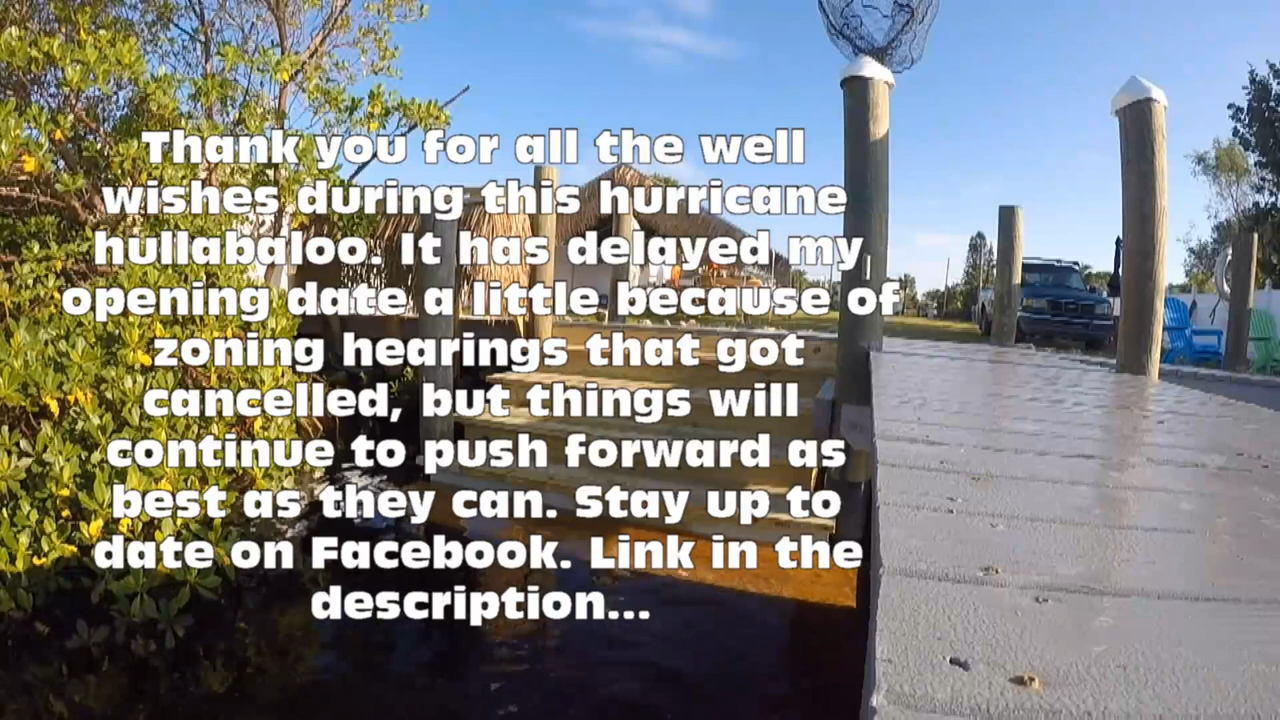 Thank you for all the well
wishes during this hurricane
hullabaloo. It has delayed my
opening date a little because of
zoning hearings that got
cancelled, but things will
continue to push forward as
best as they can. Stay up to
date on Facebook. Link in the
description...